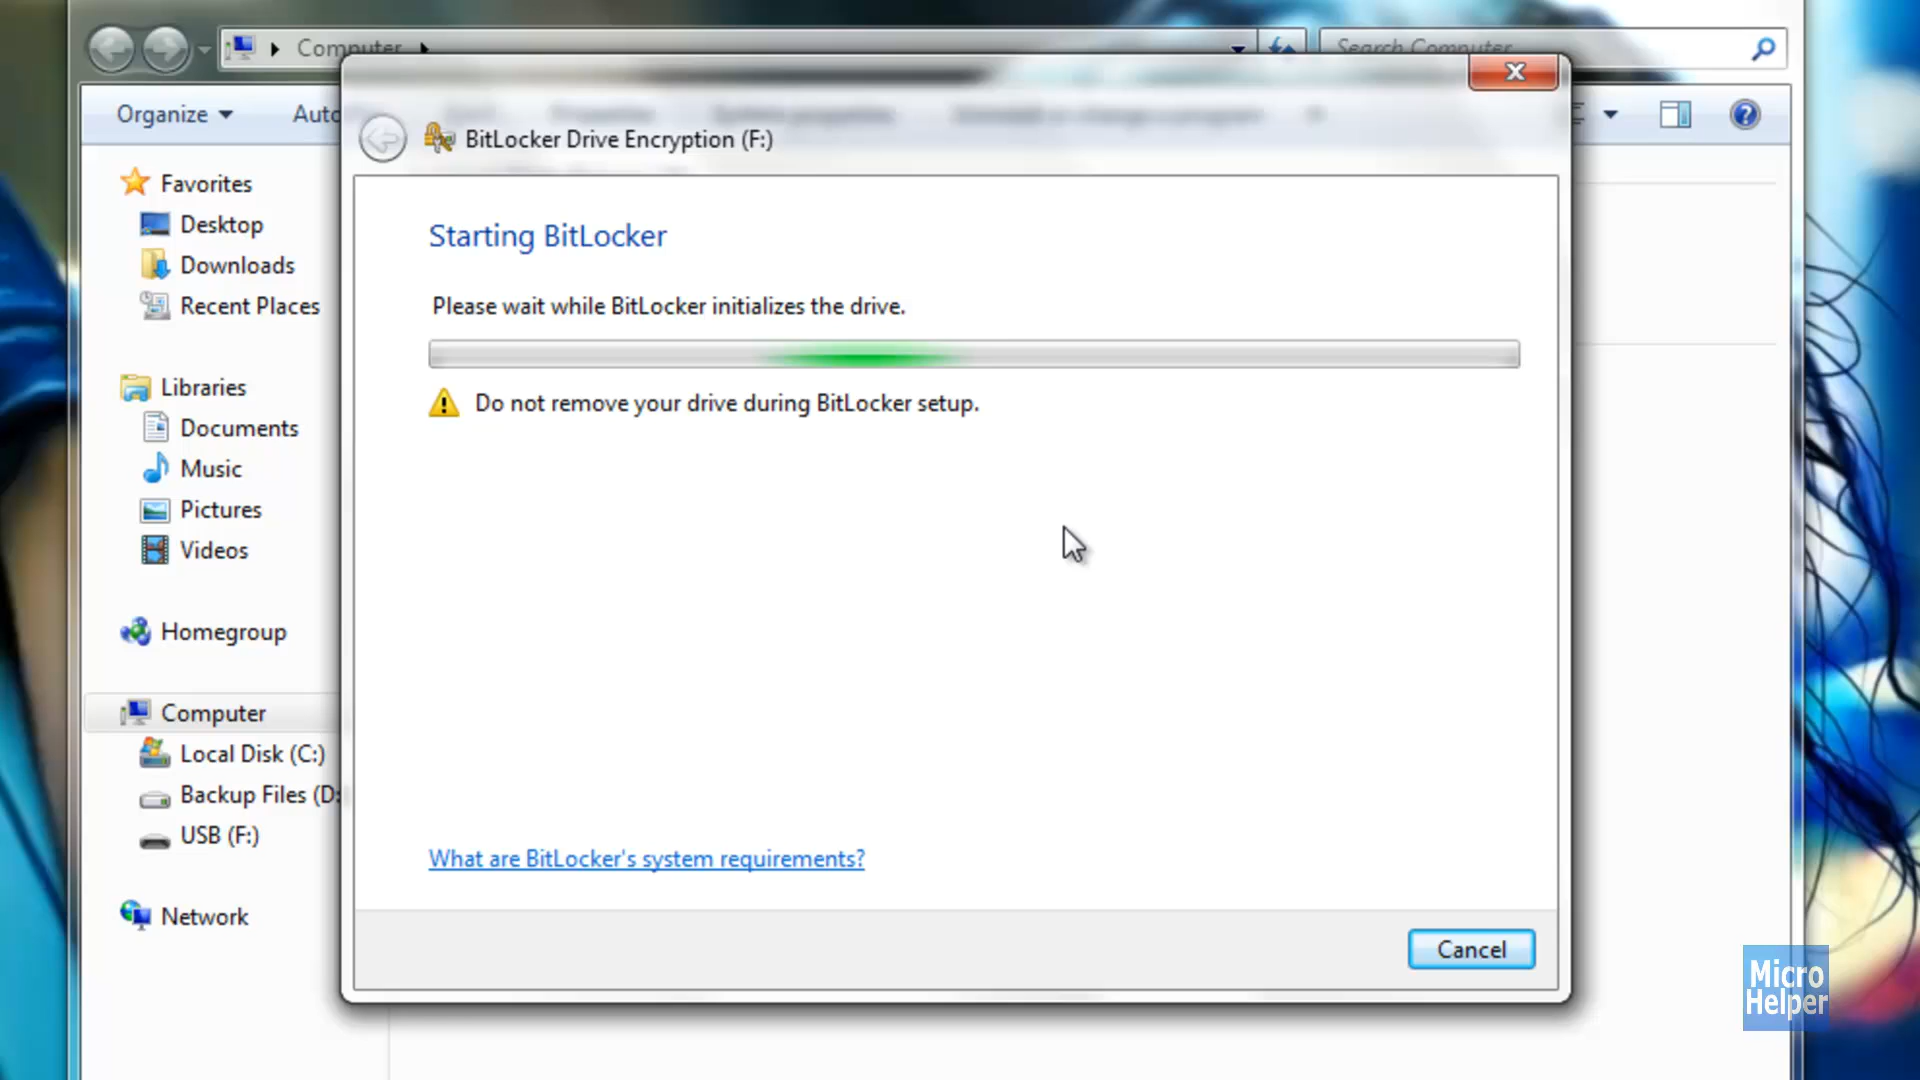 Computer
Search Computer
Organize
Auto
BitLocker Drive Encryption (F:)
Favorites
Desktop
Downloads
Recent Places
Libraries
Documents
Music
Pictures
Videos
Homegroup
Computer
Local Disk (C:)
Backup Files (D:
USB (F:)
Network
Starting BitLocker
Please wait while BitLocker initializes the drive.
Do not remove your drive during BitLocker setup.
What are BitLocker's system requirements?
Cancel
Micro
Helper